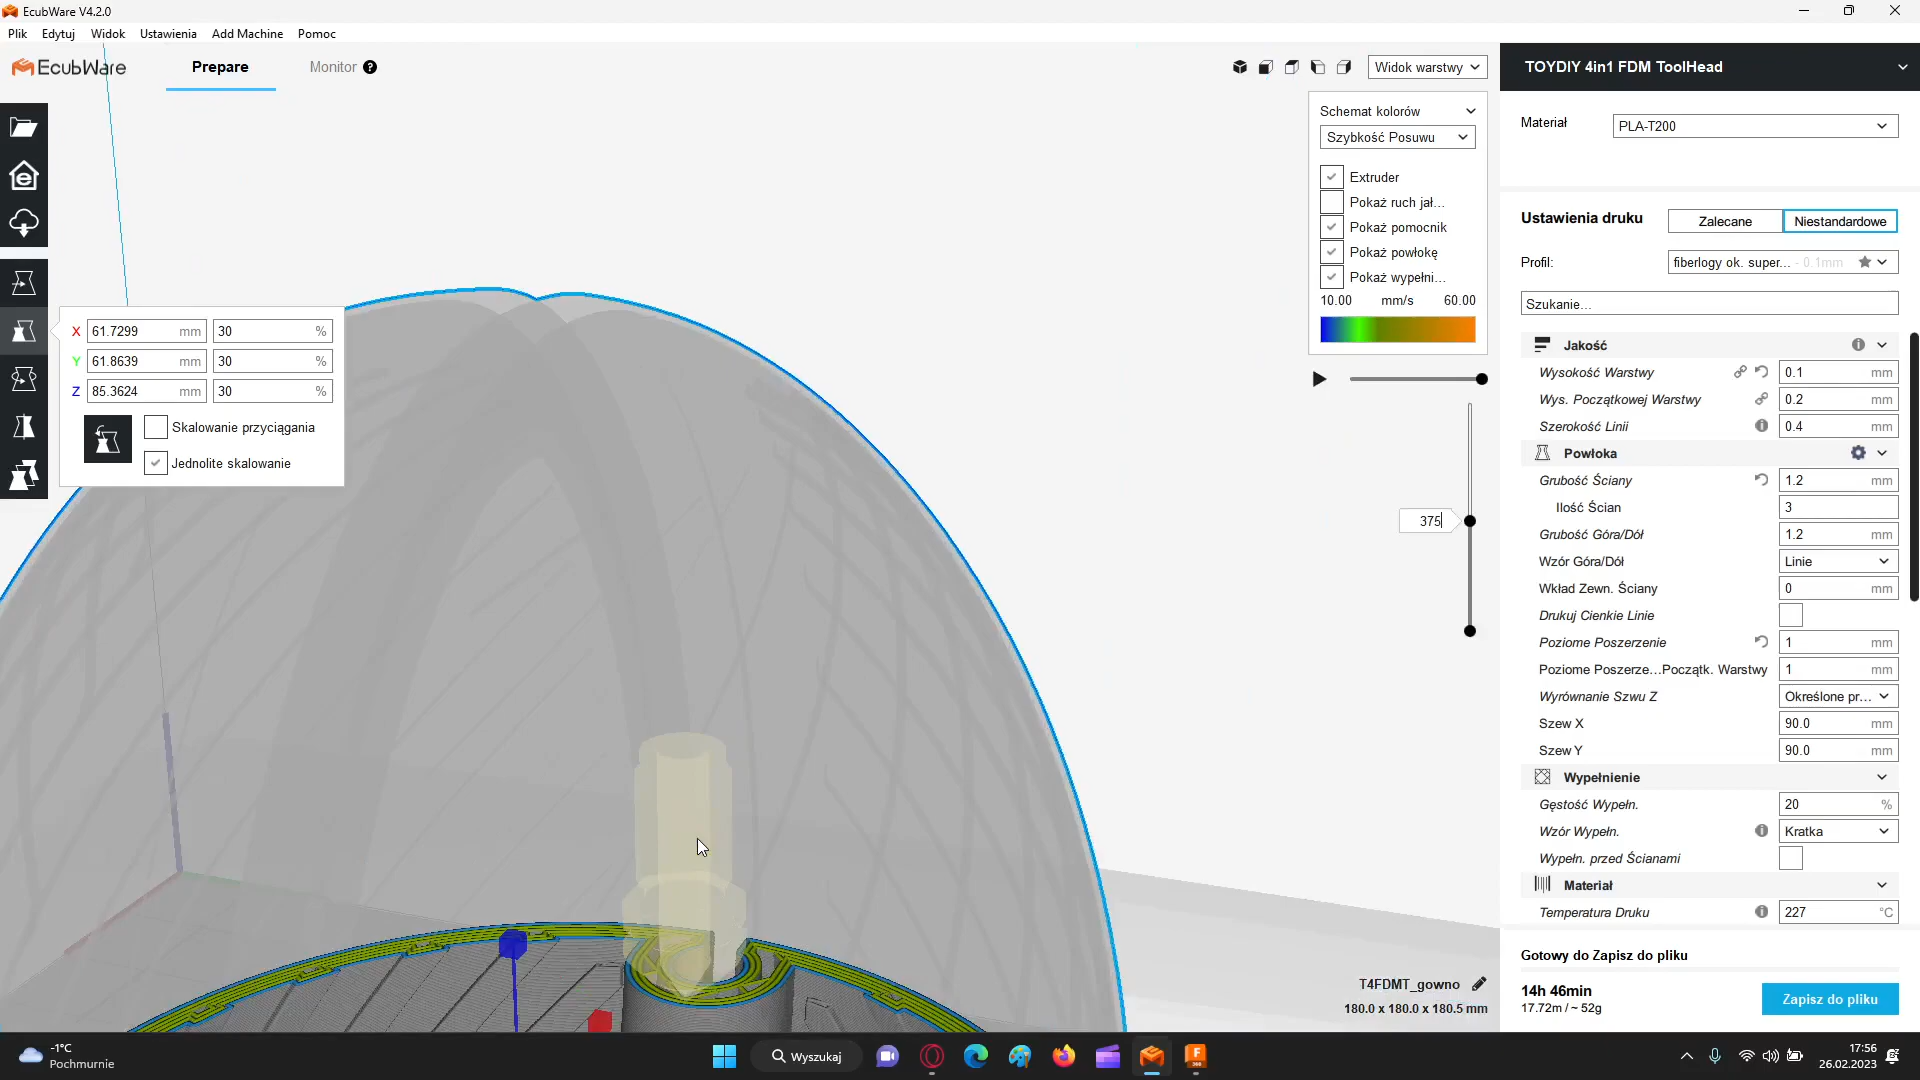 EcubWare V4.2.0
Plik Edytuj Widok Ustawienia Add Machine Pomoc
EcubWare
Prepare
Monitor ?
Widok warstwy
TOYDIY 4in1 FDM ToolHead
Schemat kolorów
Szybkość Posuwu
Extruder
Pokaż ruch jał...
Pokaż pomocnik
Pokaż powłokę
Pokaż wypełni...
10.00 mm/s 60.00
Materiał PLA-T200
Ustawienia druku Zalecane Niestandardowe
Profil: fiberlogy ok. super... - 0.1mm
Szukanie...
X 61.7299 mm 30 %
Y 61.8639 mm 30 %
Z 85.3624 mm 30 %
Skalowanie przyciągania
Jednolite skalowanie
375
Jakość
Wysokość Warstwy 0.1 mm
Wys. Początkowej Warstwy 0.2 mm
Szerokość Linii 0.4 mm
Powłoka
Grubość Ściany 1.2 mm
Ilość Ścian 3
Grubość Góra/Dół 1.2 mm
Wzór Góra/Dół Linie
Wkład Zewn. Ściany 0 mm
Drukuj Cienkie Linie
Poziome Poszerzenie 1 mm
Poziome Poszerze...Początk. Warstwy 1 mm
Wyrównanie Szwu Z Określone pr...
Szew X 90.0 mm
Szew Y 90.0 mm
Wypełnienie
Gęstość Wypełn. 20 %
Wzór Wypełn. Kratka
Wypełn. przed Ścianami
Materiał
Temperatura Druku 227 °C
Gotowy do Zapisz do pliku
14h 46min
17.72m / ~ 52g
Zapisz do pliku
T4FDMT_gowno
180.0 x 180.0 x 180.5 mm
-1°C
Pochmurnie
Wyszukaj
17:56
26.02.2023